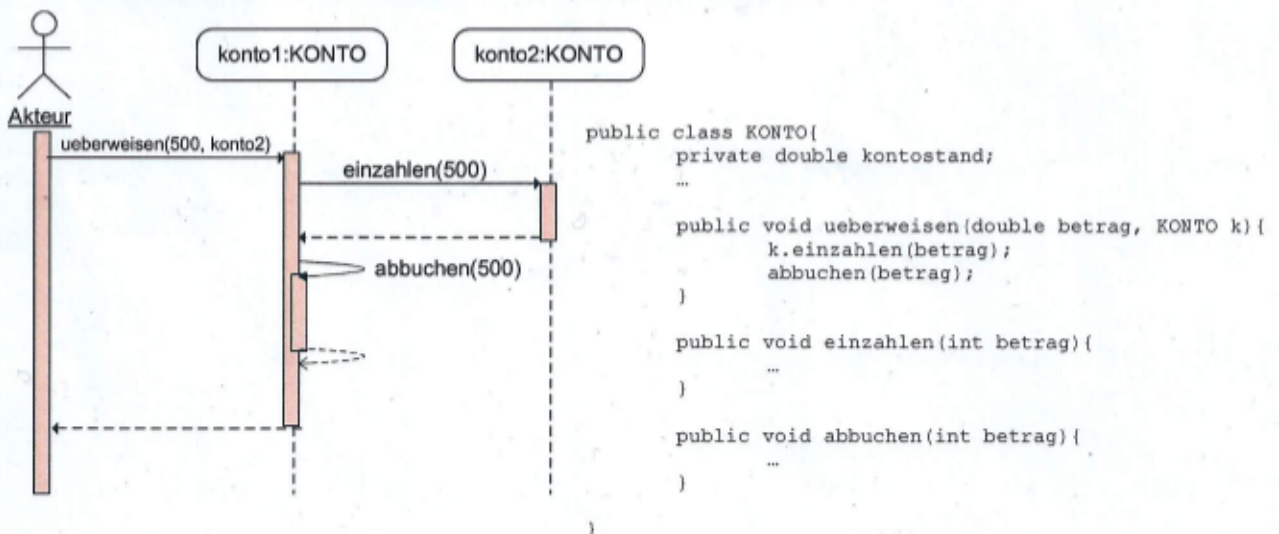 konto1:KONTO
konto2:KONTO
Akteur
ueberweisen(500, konto2)
einzahlen(500)
abbuchen(500)
public class KONTO{
private double kontostand;
…
public void ueberweisen(double betrag, KONTO k){
k.einzahlen(betrag);
abbuchen(betrag);
}
public void einzahlen(int betrag){
…
}
public void abbuchen(int betrag){
…
}
}